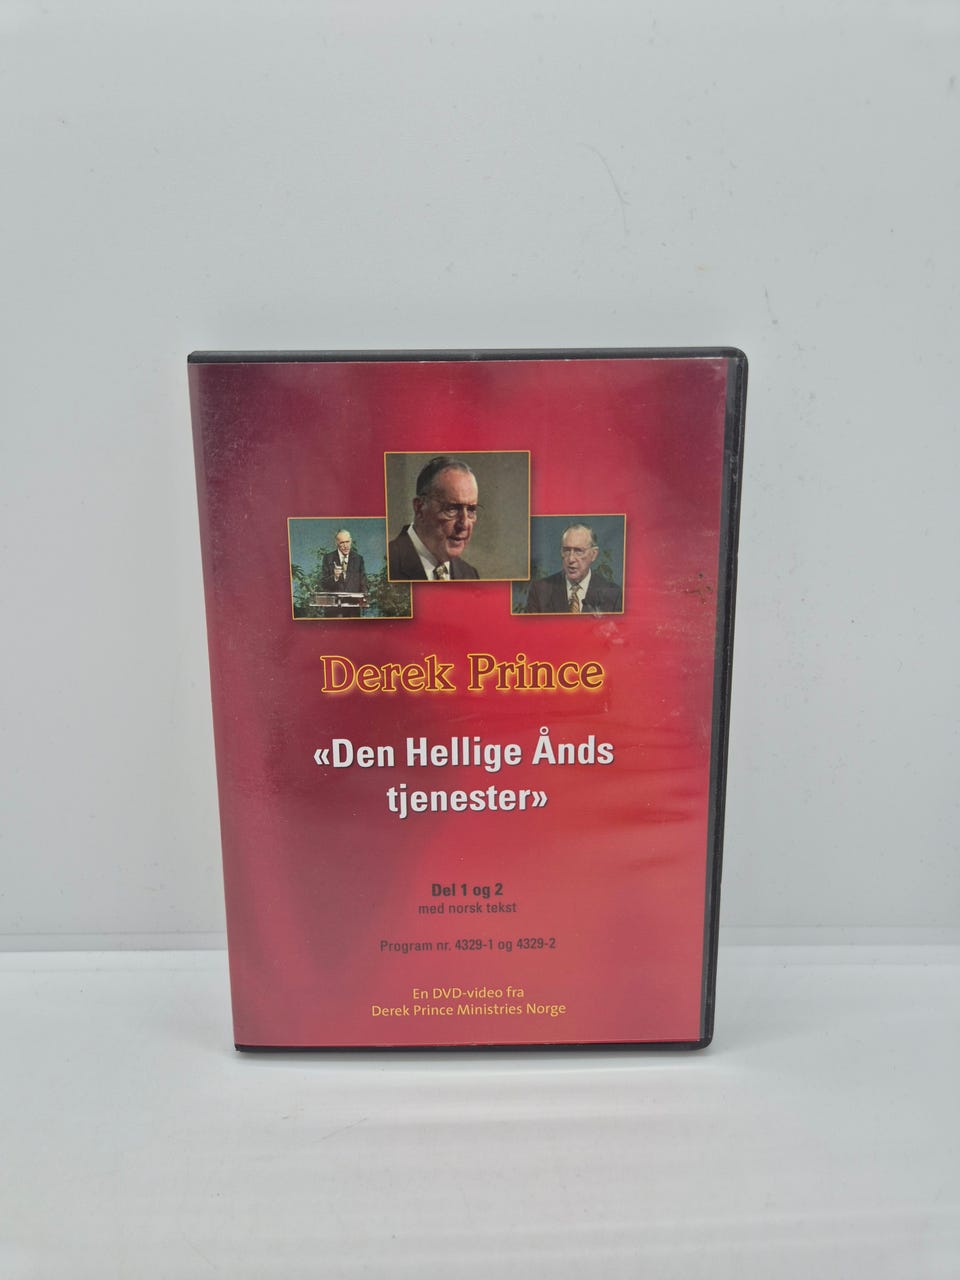 Derek Prince
«Den Hellige Ånds
tjenester»
Del 1 og 2
med norsk tekst
Program nr. 4329-1 og 4329-2
En DVD-video fra
Derek Prince Ministries Norge